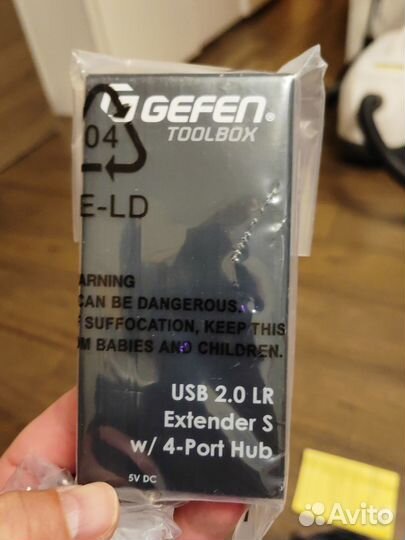 GEFEN®
TOOLBOX
04
E-LD
ARNING
CAN BE DANGEROUS.
SUFFOCATION, KEEP THIS
OM BABIES AND CHILDREN.
USB 2.0 LR
Extender S
w/ 4-Port Hub
5V DC
Avito